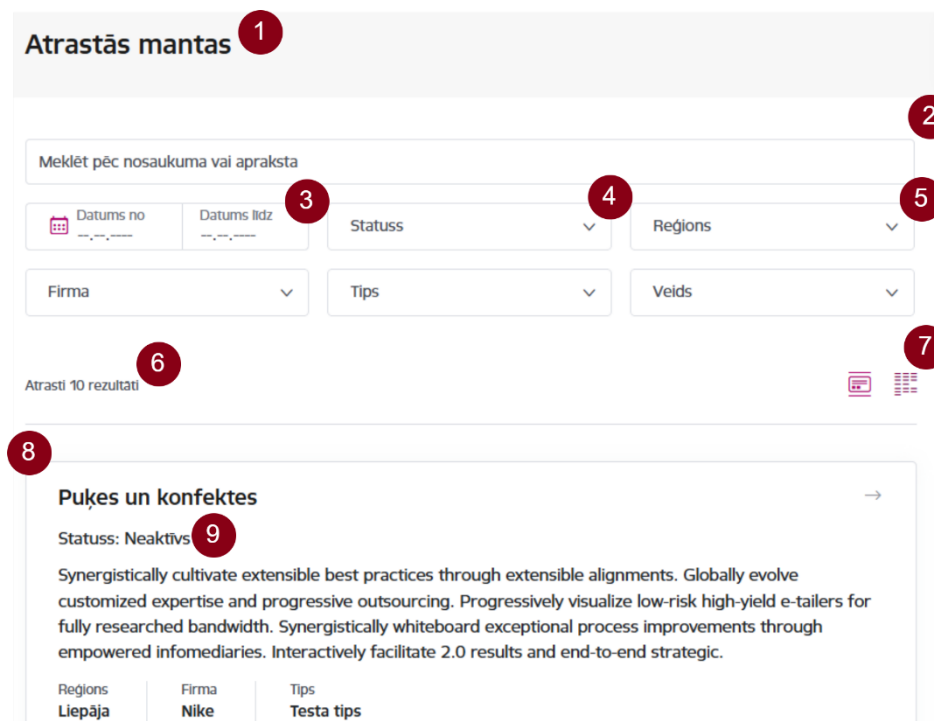 Atrastās mantas 1
2
Meklēt pēc nosaukuma vai apraksta
Datums no Datums līdz 3 Statuss 4 Reģions 5
--.--.---- --.--.----
Firma Tips Veids
6 7
Atrasti 10 rezultāti
8
Puķes un konfektes
Statuss: Neaktīvs 9
Synergistically cultivate extensible best practices through extensible alignments. Globally evolve
customized expertise and progressive outsourcing. Progressively visualize low-risk high-yield e-tailers for
fully researched bandwidth. Synergistically whiteboard exceptional process improvements through
empowered infomediaries. Interactively facilitate 2.0 results and end-to-end strategic.
Reģions Firma Tips
Liepāja Nike Testa tips